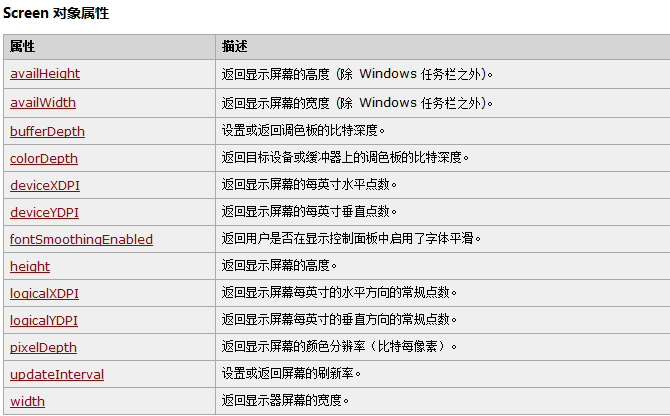 Screen 对象属性
属性 描述
availHeight 返回显示屏幕的高度 (除 Windows 任务栏之外)。
availWidth 返回显示屏幕的宽度 (除 Windows 任务栏之外)。
bufferDepth 设置或返回调色板的比特深度。
colorDepth 返回目标设备或缓冲器上的调色板的比特深度。
deviceXDPI 返回显示屏幕的每英寸水平点数。
deviceYDPI 返回显示屏幕的每英寸垂直点数。
fontSmoothingEnabled 返回用户是否在显示控制面板中启用了字体平滑。
height 返回显示屏幕的高度。
logicalXDPI 返回显示屏幕每英寸的水平方向的常规点数。
logicalYDPI 返回显示屏幕每英寸的垂直方向的常规点数。
pixelDepth 返回显示屏幕的颜色分辨率（比特每像素）。
updateInterval 设置或返回屏幕的刷新率。
width 返回显示器屏幕的宽度。